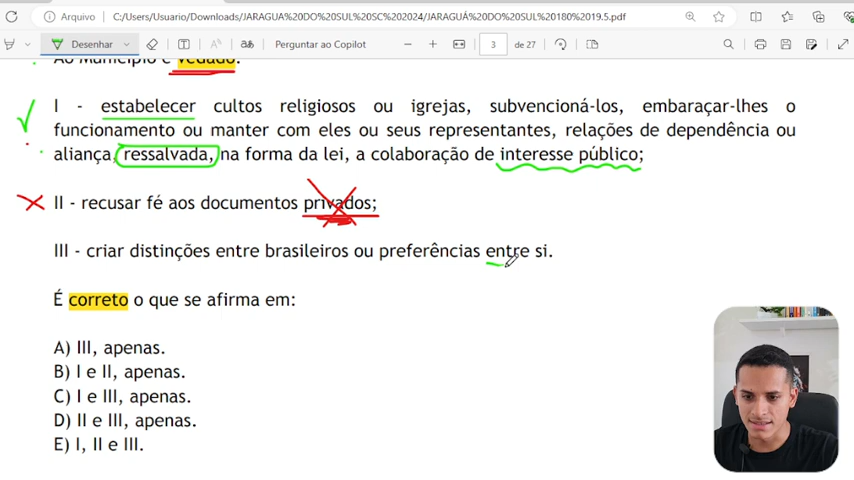 Arquivo
C:/Users/Usuario/Downloads/JARAGUA%20DO%20SUL%20SC%202024/JARAGUÁ%20DO%20SUL%20180%2019.5.pdf
Desenhar
Perguntar ao Copilot
3
de 27
Ao Município é vedado:
I - estabelecer cultos religiosos ou igrejas, subvencioná-los, embaraçar-lhes o
funcionamento ou manter com eles ou seus representantes, relações de dependência ou
aliança, ressalvada, na forma da lei, a colaboração de interesse público;
II - recusar fé aos documentos privados;
III - criar distinções entre brasileiros ou preferências entre si.
É correto o que se afirma em:
A) III, apenas.
B) I e II, apenas.
C) I e III, apenas.
D) II e III, apenas.
E) I, II e III.